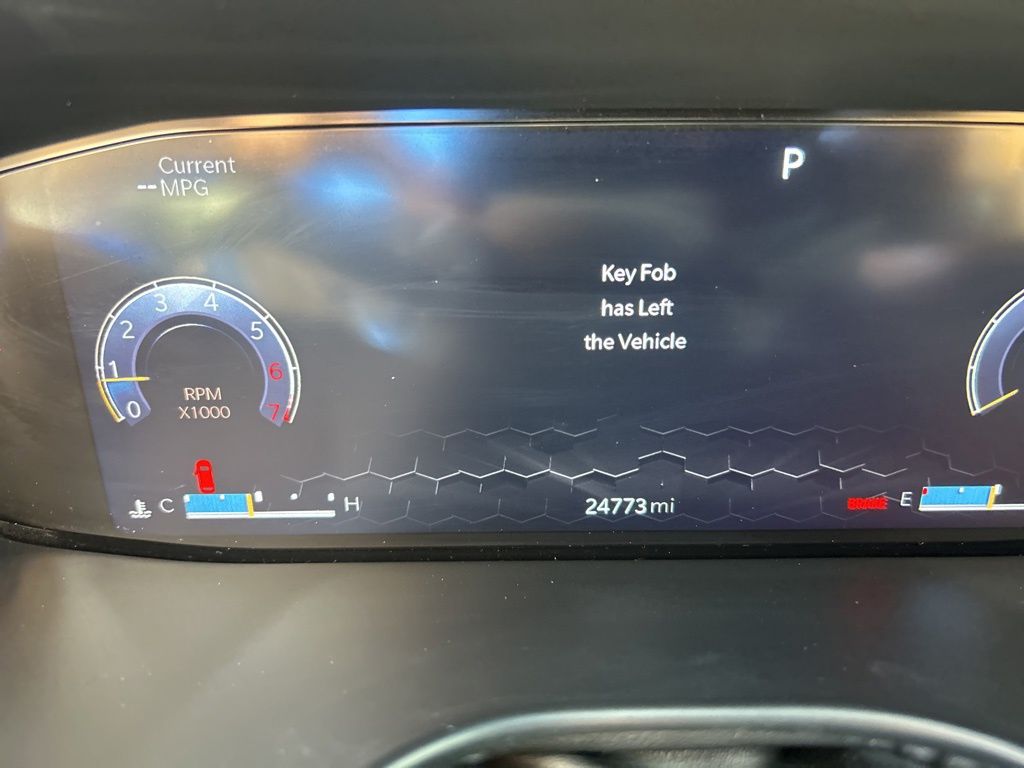 Current
-- MPG
P
Key Fob
has Left
the Vehicle
0 1 2 3 4 5 6 7
RPM
X1000
C H
24773 mi
BRAKE
E